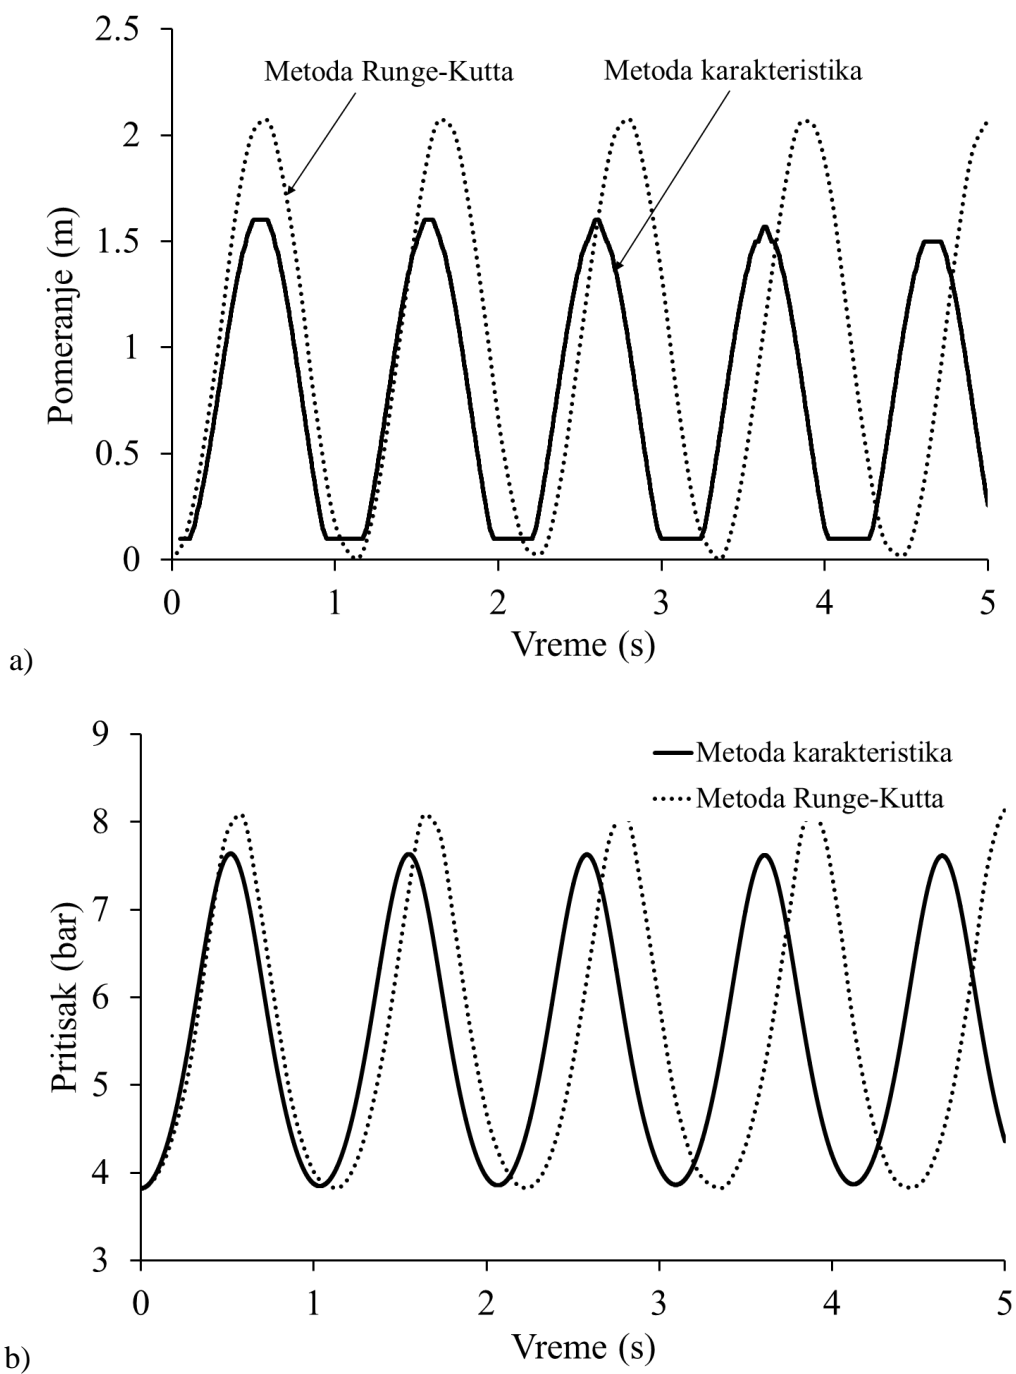 2.5
Metoda Runge-Kutta
Metoda karakteristika
2
1.5
1
0.5
0
Pomeranje (m)
0 1 2 3 4 5
Vreme (s)
a)
9
8
7
6
5
4
3
Metoda karakteristika
Metoda Runge-Kutta
Pritisak (bar)
0 1 2 3 4 5
Vreme (s)
b)